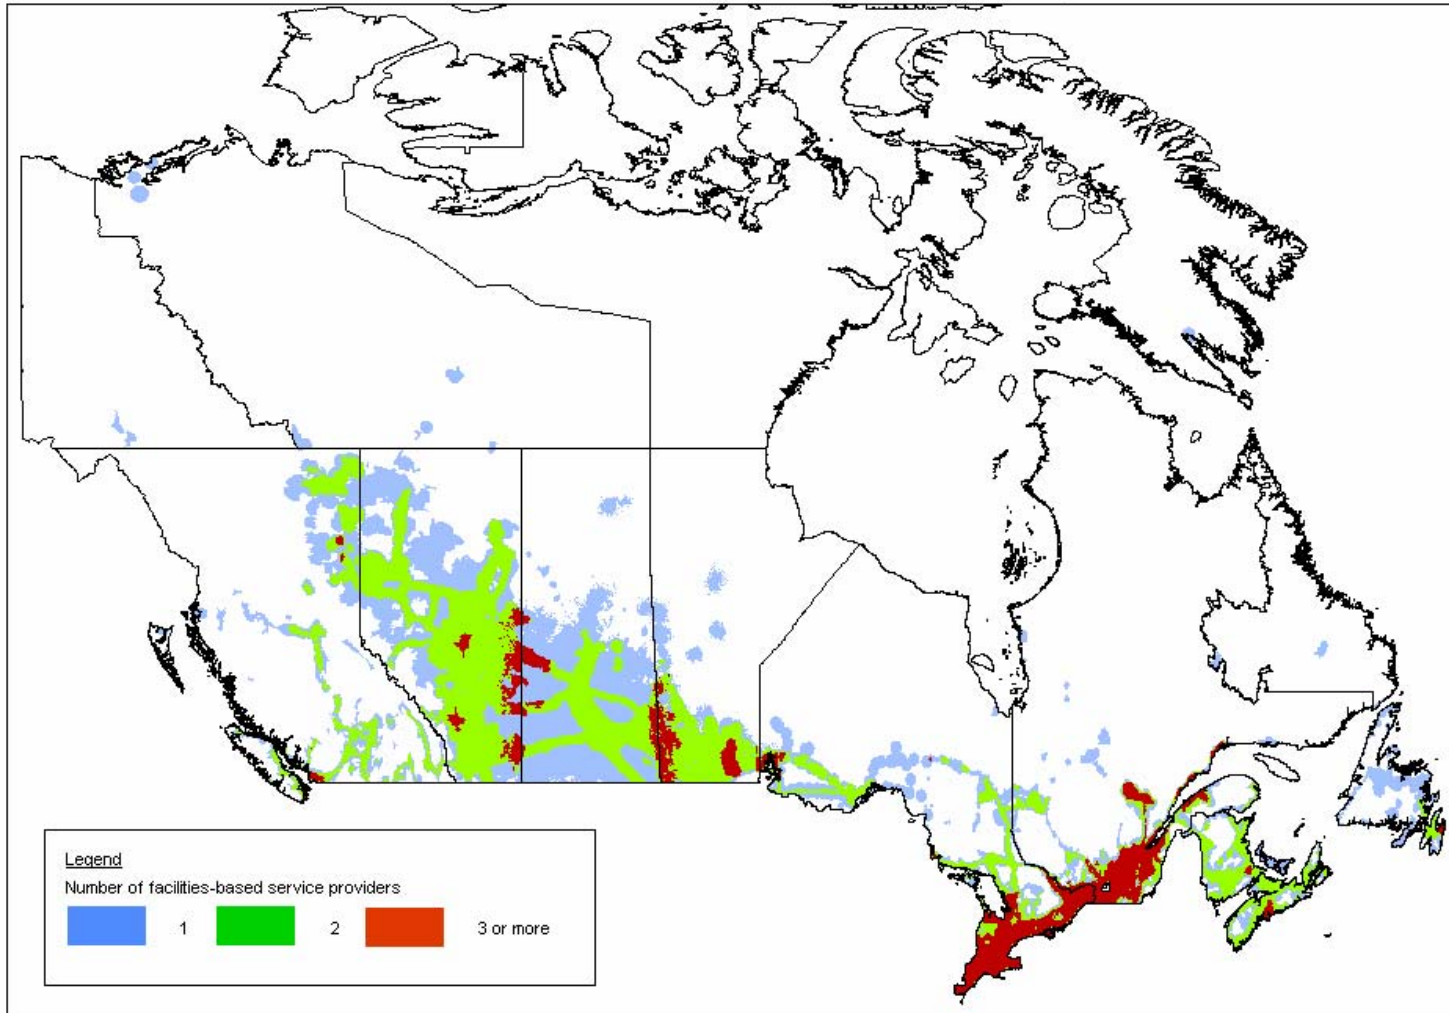 Legend
Number of facilities-based service providers
1 2 3 or more